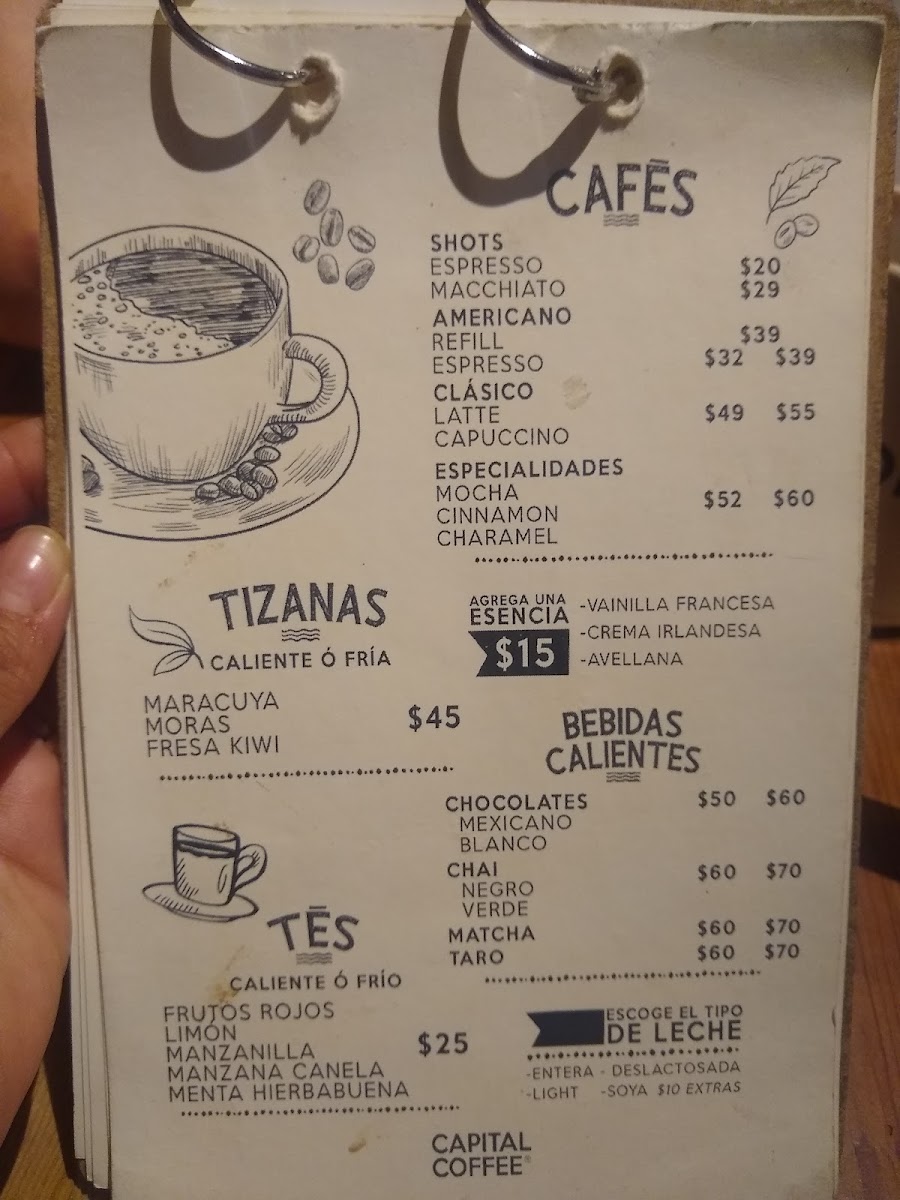 CAFĒS
SHOTS
ESPRESSO $20
MACCHIATO $29
AMERICANO
REFILL $39
ESPRESSO $32 $39
CLÁSICO
LATTE $49 $55
CAPUCCINO
ESPECIALIDADES
MOCHA $52 $60
CINNAMON
CHARAMEL
AGREGA UNA
ESENCIA
$15
-VAINILLA FRANCESA
-CREMA IRLANDESA
-AVELLANA
TIZANAS
CALIENTE Ó FRÍA
MARACUYA
MORAS $45
FRESA KIWI
BEBIDAS
CALIENTES
CHOCOLATES $50 $60
MEXICANO
BLANCO
CHAI $60 $70
NEGRO
VERDE
MATCHA $60 $70
TARO $60 $70
TĒS
CALIENTE Ó FRÍO
FRUTOS ROJOS
LIMÓN
MANZANILLA $25
MANZANA CANELA
MENTA HIERBABUENA
ESCOGE EL TIPO
DE LECHE
-ENTERA - DESLACTOSADA
-LIGHT -SOYA $10 EXTRAS
CAPITAL
COFFEE